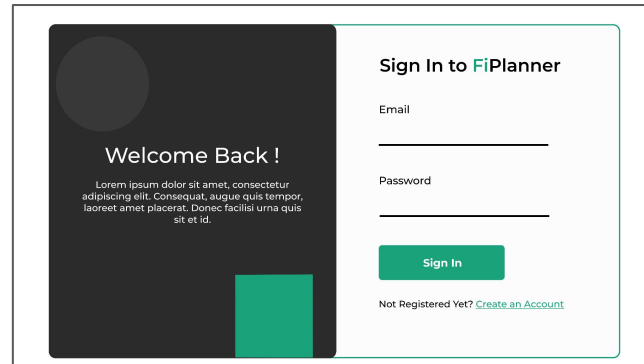 Welcome Back !
Lorem ipsum dolor sit amet, consectetur
adipiscing elit. Consequat, augue quis tempor,
laoreet amet placerat. Donec facilisi urna quis
sit et id.
Sign In to FiPlanner
Email
Password
Sign In
Not Registered Yet? Create an Account